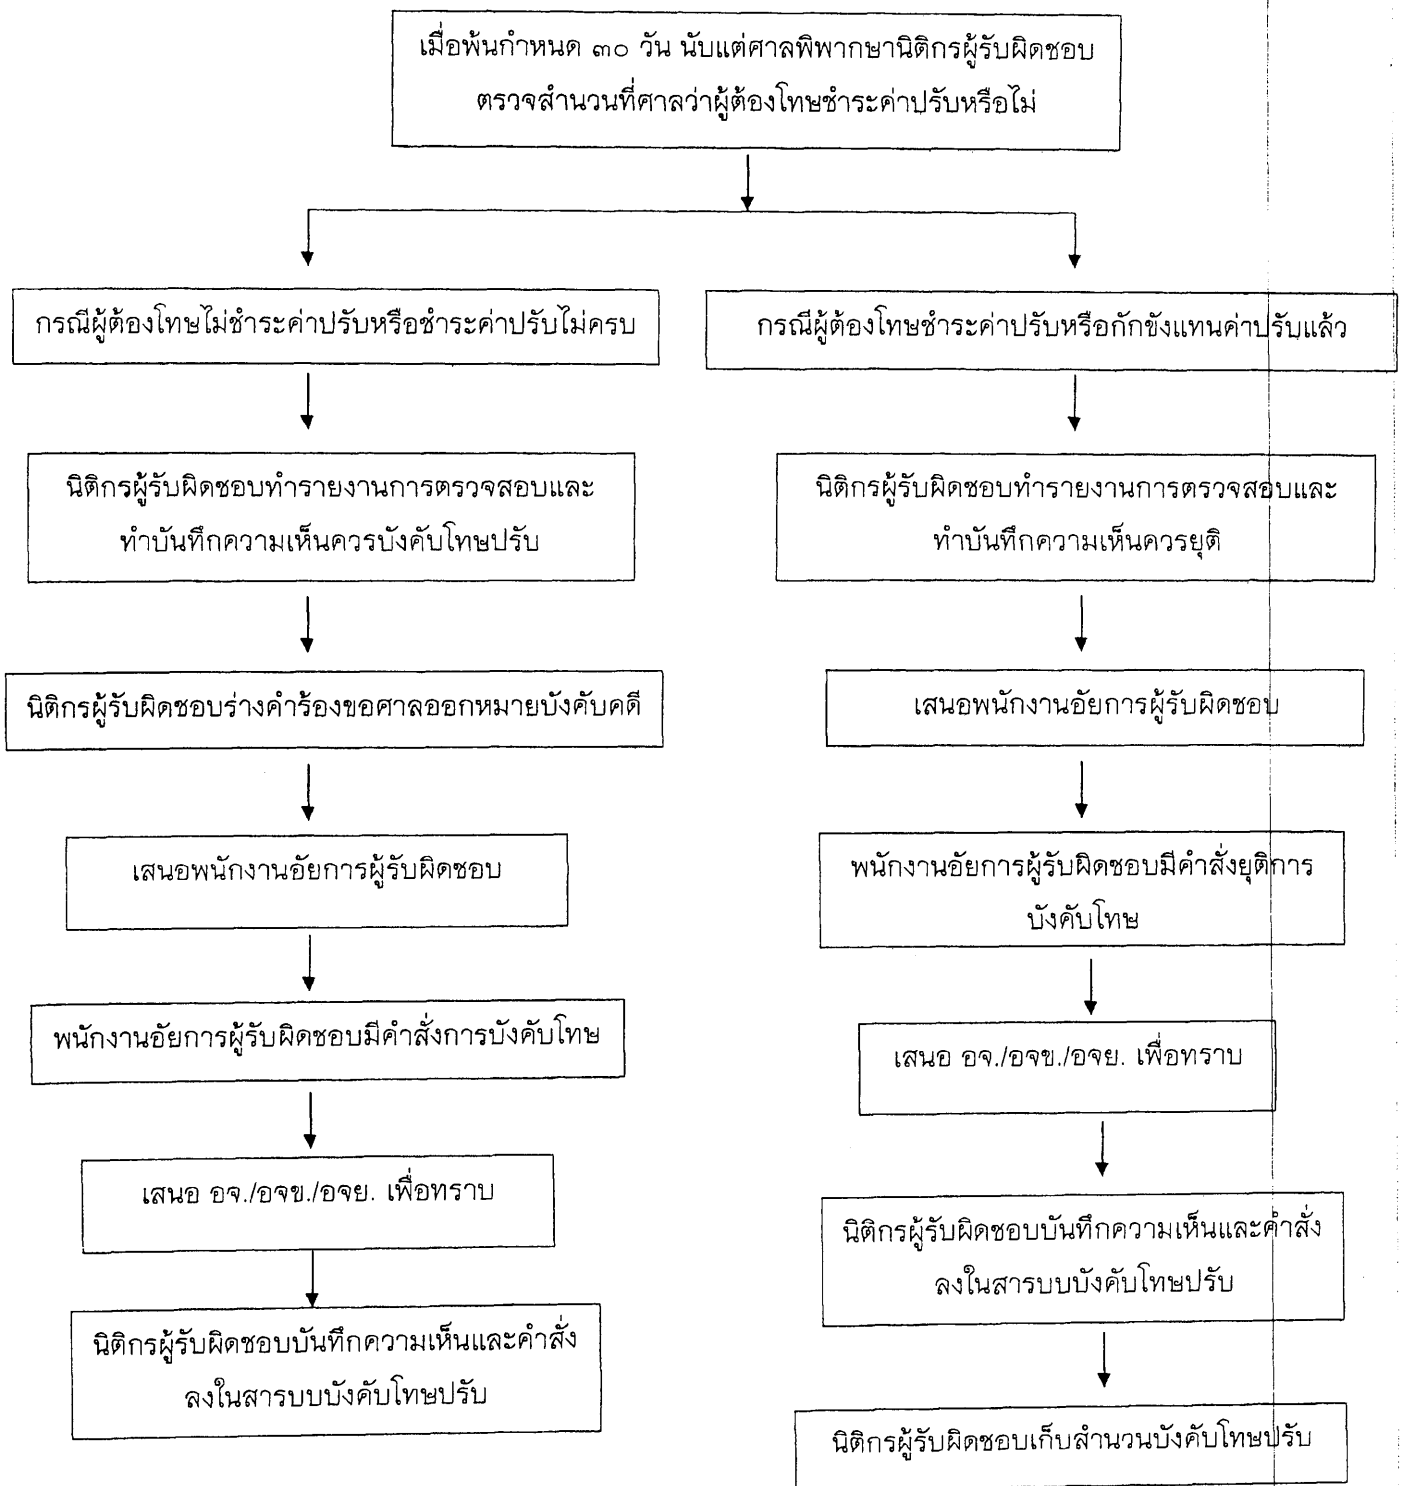 เมื่อพ้นกำหนด ๓๐ วัน นับแต่ศาลพิพากษานิติกรผู้รับผิดชอบ
ตรวจสำนวนที่ศาลว่าผู้ต้องโทษชำระค่าปรับหรือไม่
กรณีผู้ต้องโทษไม่ชำระค่าปรับหรือชำระค่าปรับไม่ครบ
นิติกรผู้รับผิดชอบทำรายงานการตรวจสอบและ
ทำบันทึกความเห็นควรบังคับโทษปรับ
นิติกรผู้รับผิดชอบร่างคำร้องขอศาลออกหมายบังคับคดี
เสนอพนักงานอัยการผู้รับผิดชอบ
พนักงานอัยการผู้รับผิดชอบมีคำสั่งการบังคับโทษ
เสนอ อจ./อจข./อจย. เพื่อทราบ
นิติกรผู้รับผิดชอบบันทึกความเห็นและคำสั่ง
ลงในสารบบบังคับโทษปรับ
กรณีผู้ต้องโทษชำระค่าปรับหรือกักขังแทนค่าปรับแล้ว
นิติกรผู้รับผิดชอบทำรายงานการตรวจสอบและ
ทำบันทึกความเห็นควรยุติ
เสนอพนักงานอัยการผู้รับผิดชอบ
พนักงานอัยการผู้รับผิดชอบมีคำสั่งยุติการ
บังคับโทษ
เสนอ อจ./อจข./อจย. เพื่อทราบ
นิติกรผู้รับผิดชอบบันทึกความเห็นและคำสั่ง
ลงในสารบบบังคับโทษปรับ
นิติกรผู้รับผิดชอบเก็บสำนวนบังคับโทษปรับ